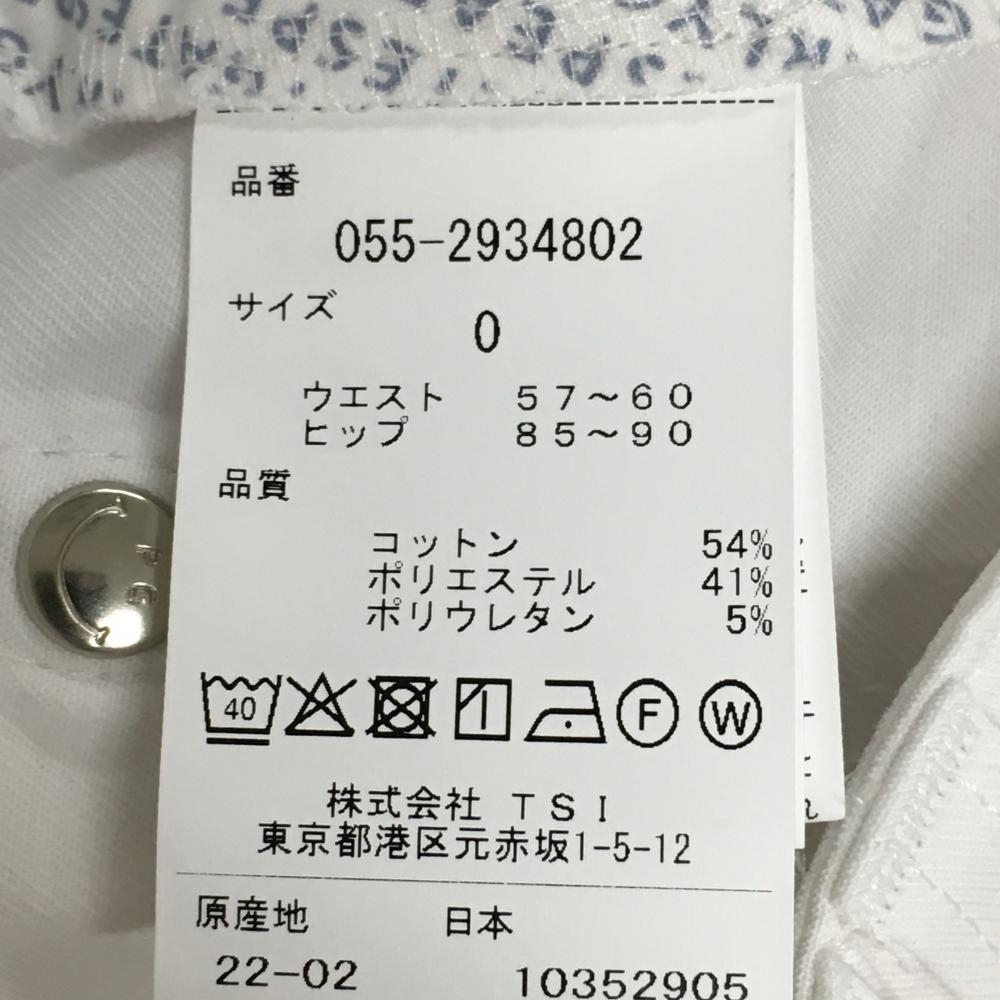 品番
055-2934802
サイズ
0
ウエスト 57～60
ヒップ 85～90
品質
コットン 54%
ポリエステル 41%
ポリウレタン 5%
40 F W
株式会社 TSI
東京都港区元赤坂1-5-12
原産地 日本
22-02 10352905